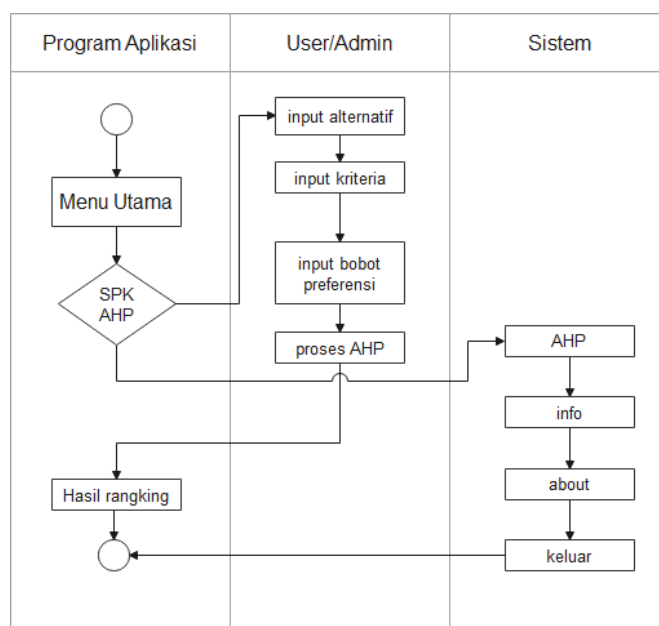 Program Aplikasi
User/Admin
Sistem
input alternatif
Menu Utama
input kriteria
SPK
AHP
input bobot
preferensi
proses AHP
AHP
info
Hasil rangking
about
keluar